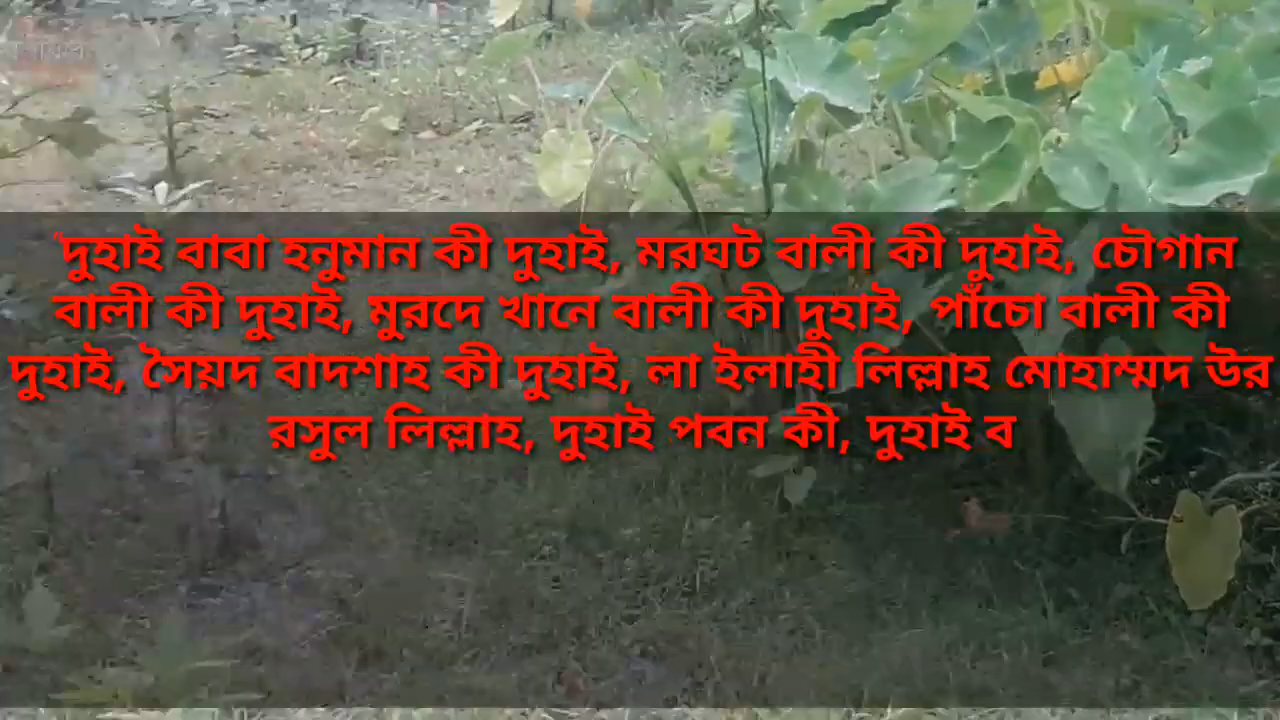 "দুহাই বাবা হনুমান কী দুহাই, মরঘট বালী কী দুহাই, চৌগান
বালী কী দুহাই, মুরদে খানে বালী কী দুহাই, পাঁচো বালী কী
দুহাই, সৈয়দ বাদশাহ কী দুহাই, লা ইলাহী লিল্লাহ মোহাম্মদ উর
রসুল লিল্লাহ, দুহাই পবন কী, দুহাই ব